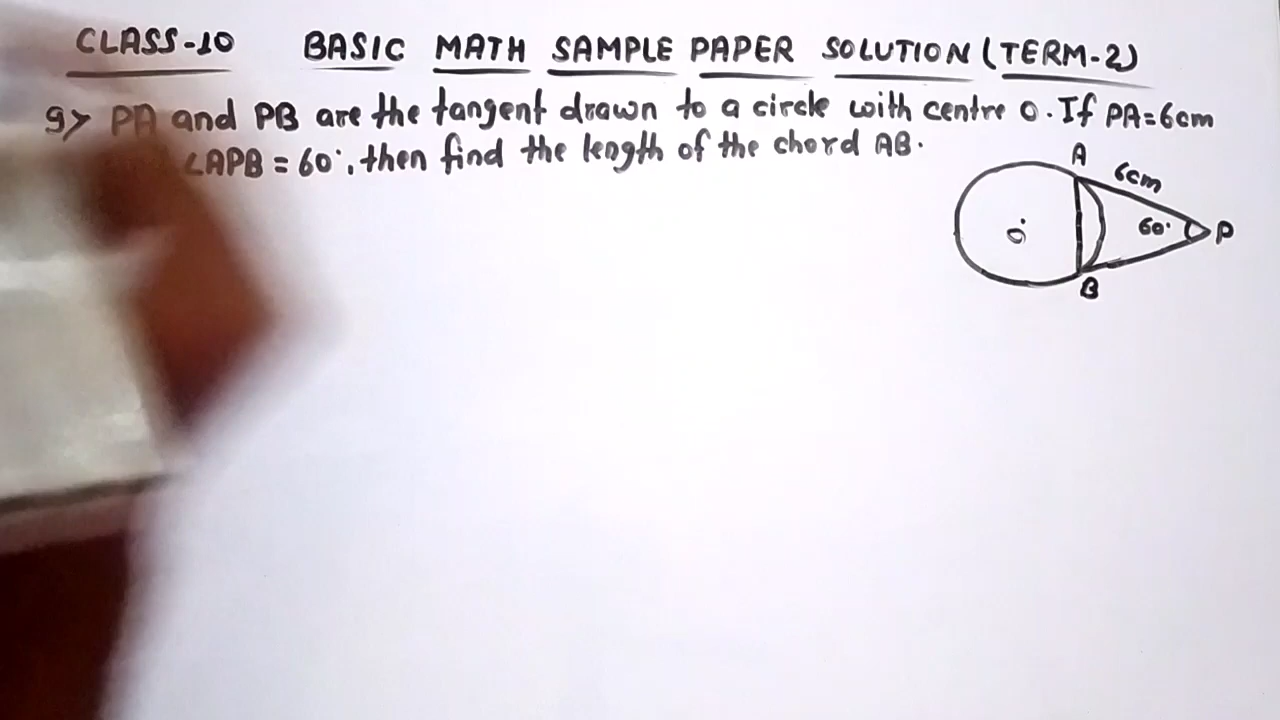 CLASS-10 BASIC MATH SAMPLE PAPER SOLUTION (TERM-2)
9> PA and PB are the tangent drawn to a circle with centre O. If PA=6cm
∠APB = 60°, then find the length of the chord AB.
A
6cm
O
60°
P
B